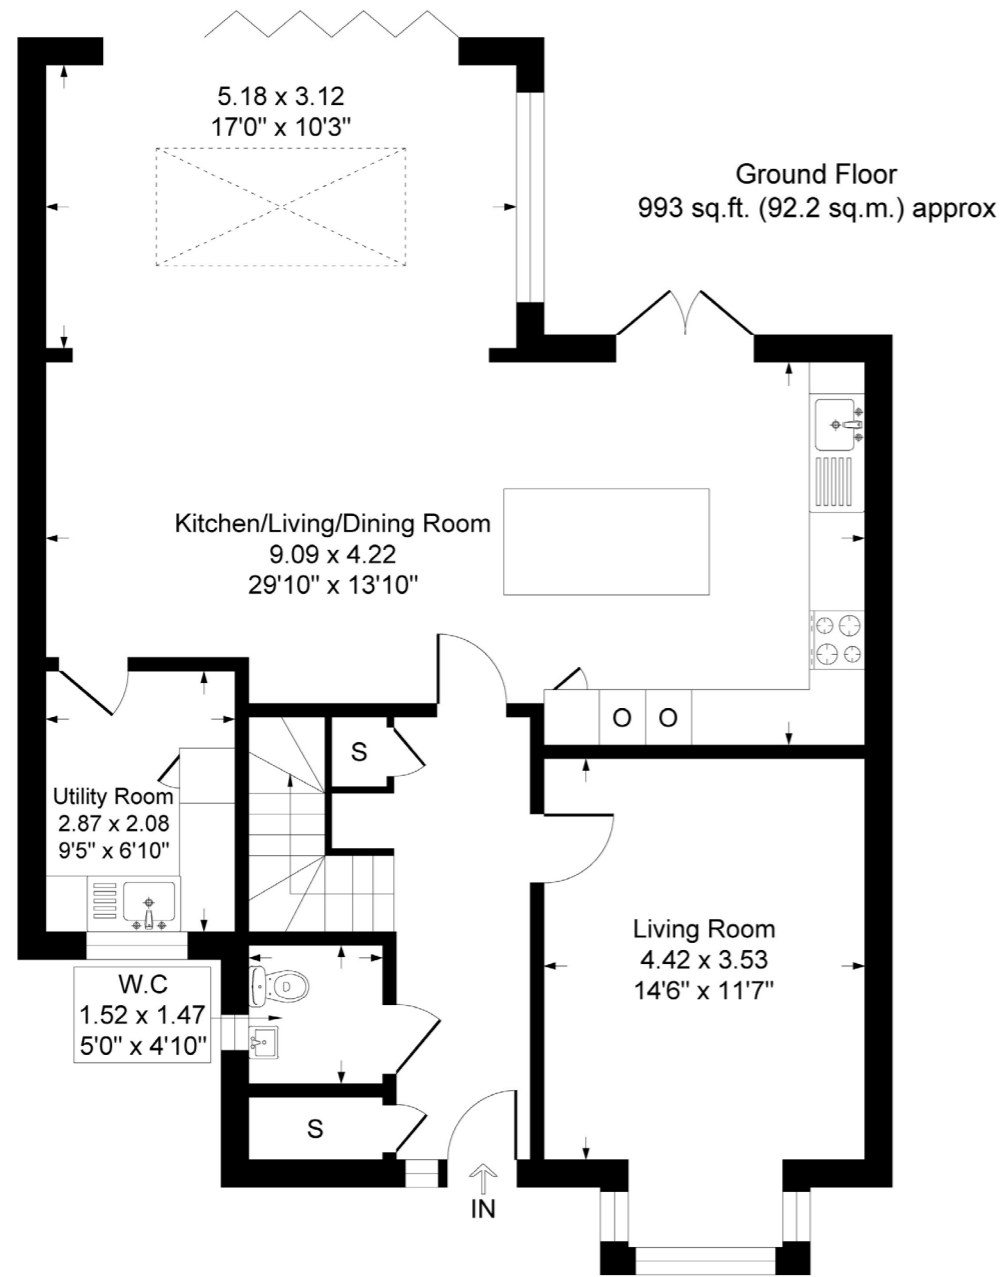 5.18 x 3.12
17'0" x 10'3"
Ground Floor
993 sq.ft. (92.2 sq.m.) approx
Kitchen/Living/Dining Room
9.09 x 4.22
29'10" x 13'10"
O O
S
Utility Room
2.87 x 2.08
9'5" x 6'10"
Living Room
4.42 x 3.53
14'6" x 11'7"
W.C
1.52 x 1.47
5'0" x 4'10"
S
IN